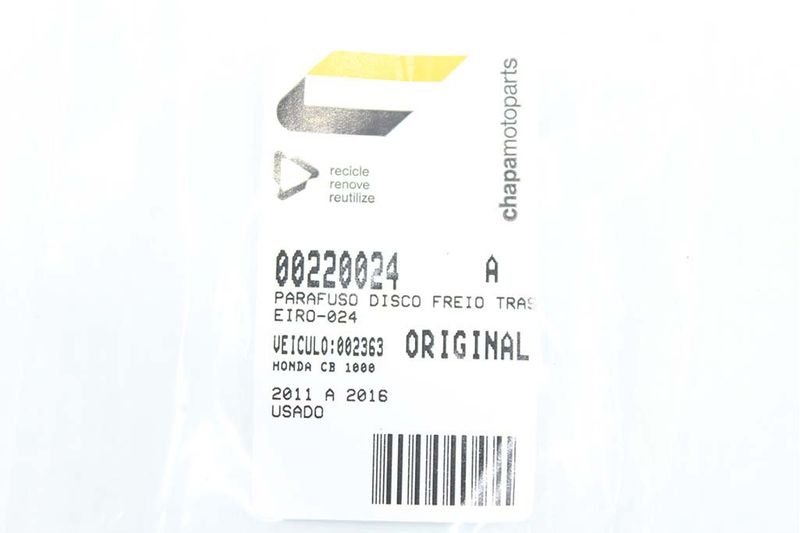 chapamotoparts
recicle
renove
reutilize
00220024 A
PARAFUSO DISCO FREIO TRAS
EIRO-024
VEICULO:002363 ORIGINAL
HONDA CB 1000
2011 A 2016
USADO